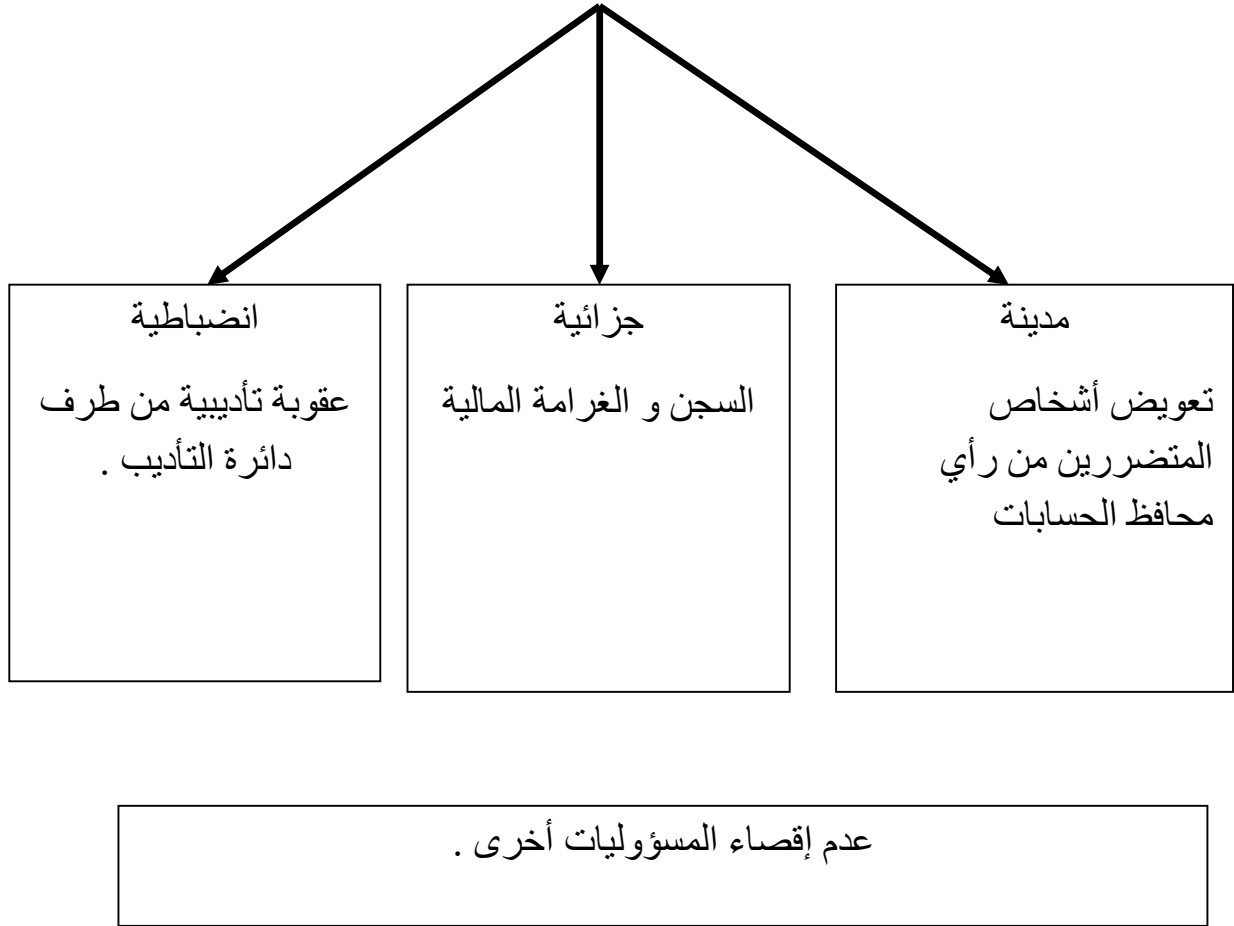 مدينة
تعويض أشخاص
المتضررين من رأي
محافظ الحسابات
جزائية
السجن و الغرامة المالية
انضباطية
عقوبة تأديبية من طرف
دائرة التأديب .
عدم إقصاء المسؤوليات أخرى .